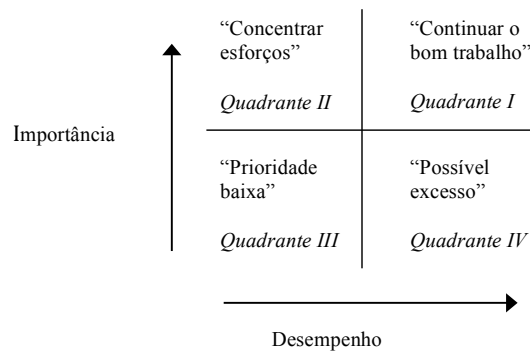 “Concentrar
esforços”
Quadrante II
“Continuar o
bom trabalho”
Quadrante I
Importância
“Prioridade
baixa”
Quadrante III
“Possível
excesso”
Quadrante IV
Desempenho